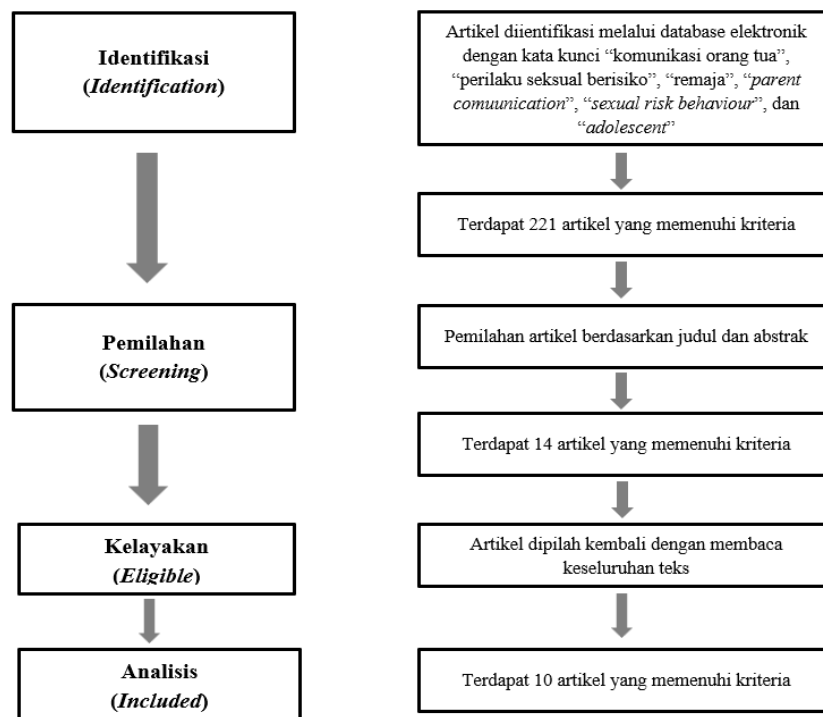 Identifikasi
(Identification)
Artikel diientifikasi melalui database elektronik
dengan kata kunci “komunikasi orang tua”,
“perilaku seksual berisiko”, “remaja”, “parent
comuunication”, “sexual risk behaviour”, dan
“adolescent”
Terdapat 221 artikel yang memenuhi kriteria
Pemilahan
(Screening)
Pemilahan artikel berdasarkan judul dan abstrak
Terdapat 14 artikel yang memenuhi kriteria
Kelayakan
(Eligible)
Artikel dipilah kembali dengan membaca
keseluruhan teks
Analisis
(Included)
Terdapat 10 artikel yang memenuhi kriteria